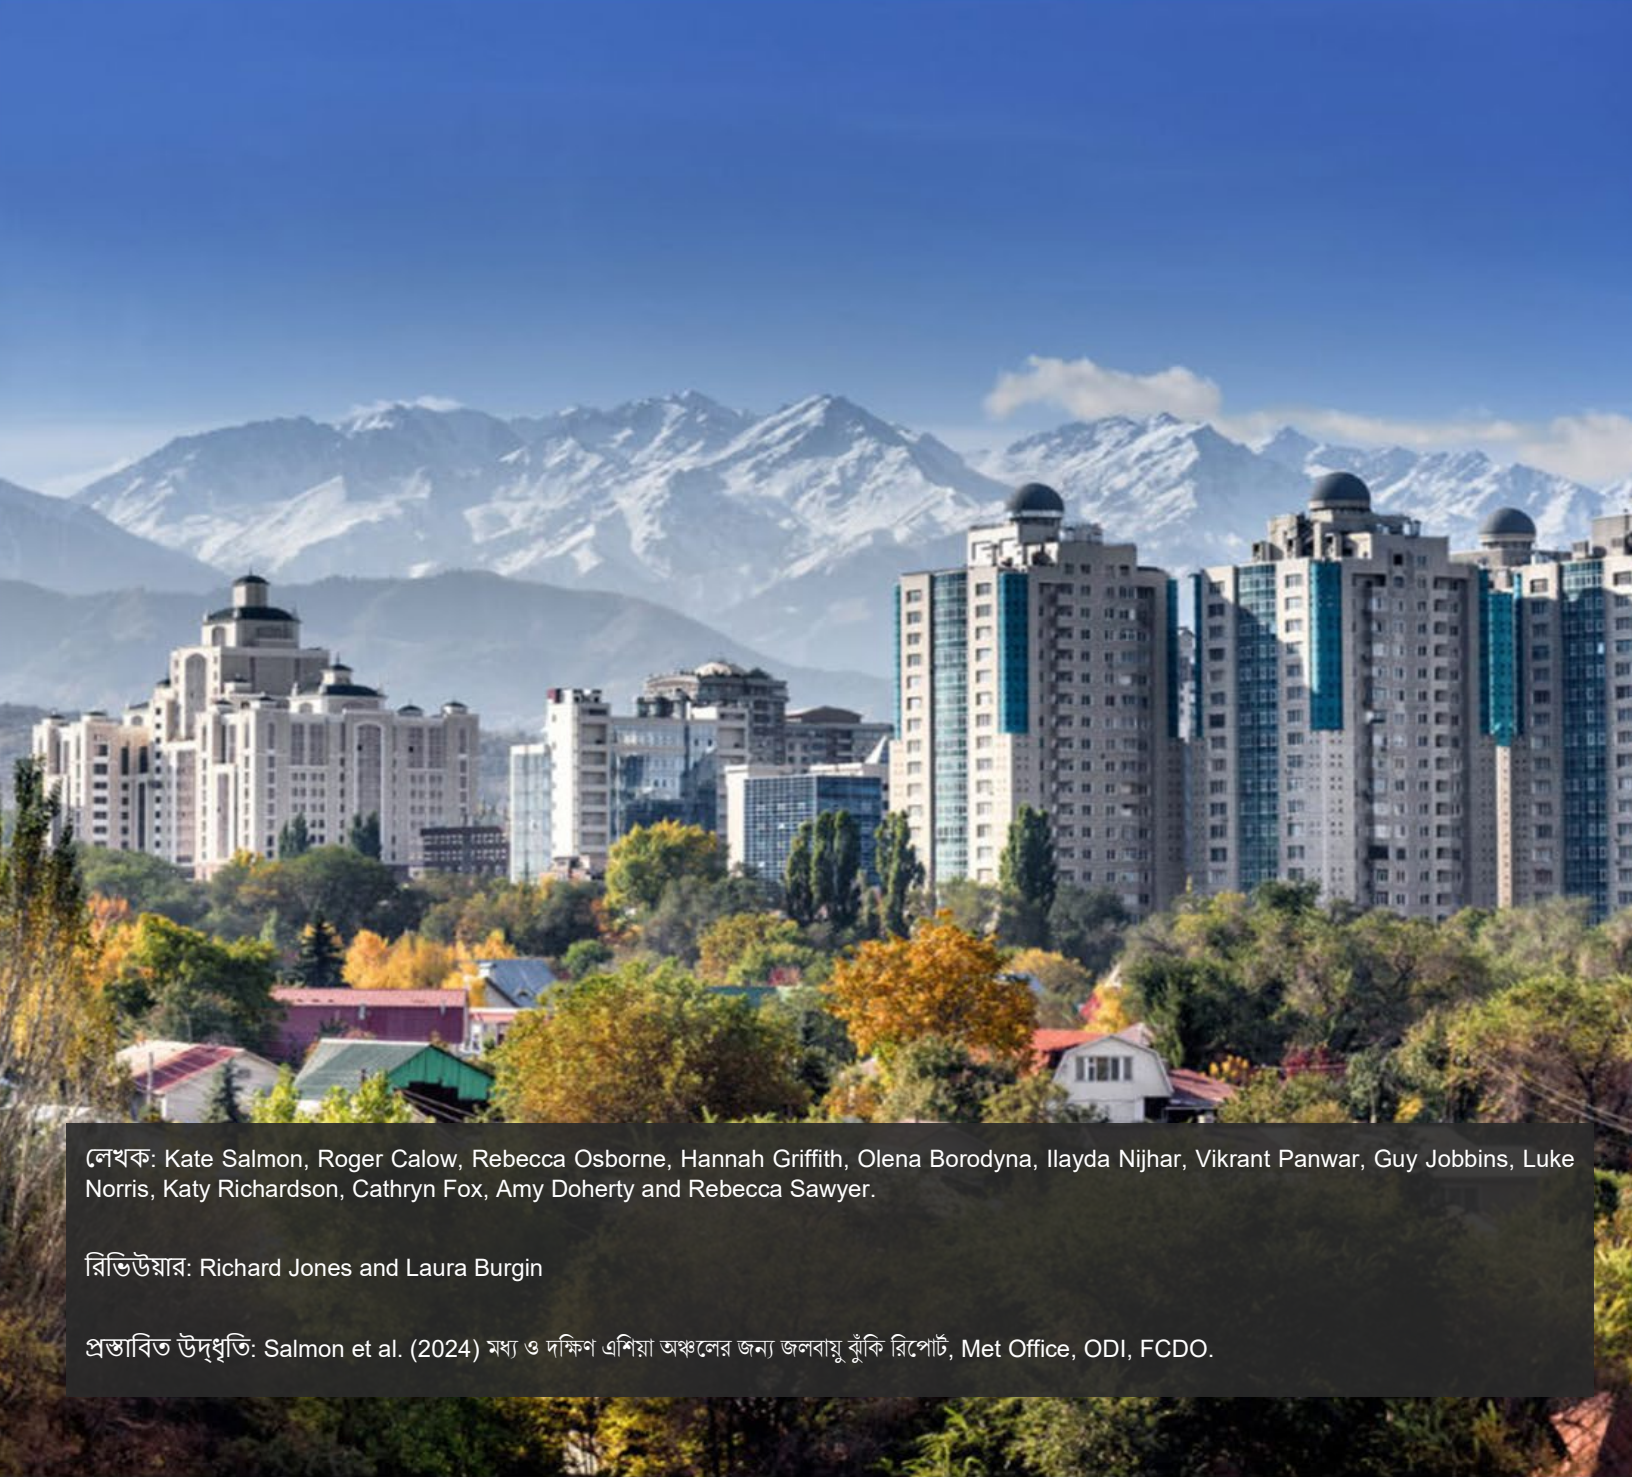 লেখক: Kate Salmon, Roger Calow, Rebecca Osborne, Hannah Griffith, Olena Borodyna, Ilayda Nijhar, Vikrant Panwar, Guy Jobbins, Luke
Norris, Katy Richardson, Cathryn Fox, Amy Doherty and Rebecca Sawyer.
রিভিউয়ার: Richard Jones and Laura Burgin
প্রস্তাবিত উদ্ধৃতি: Salmon et al. (2024) মধ্য ও দক্ষিণ এশিয়া অঞ্চলের জন্য জলবায়ু ঝুঁকি রিপোর্ট, Met Office, ODI, FCDO.